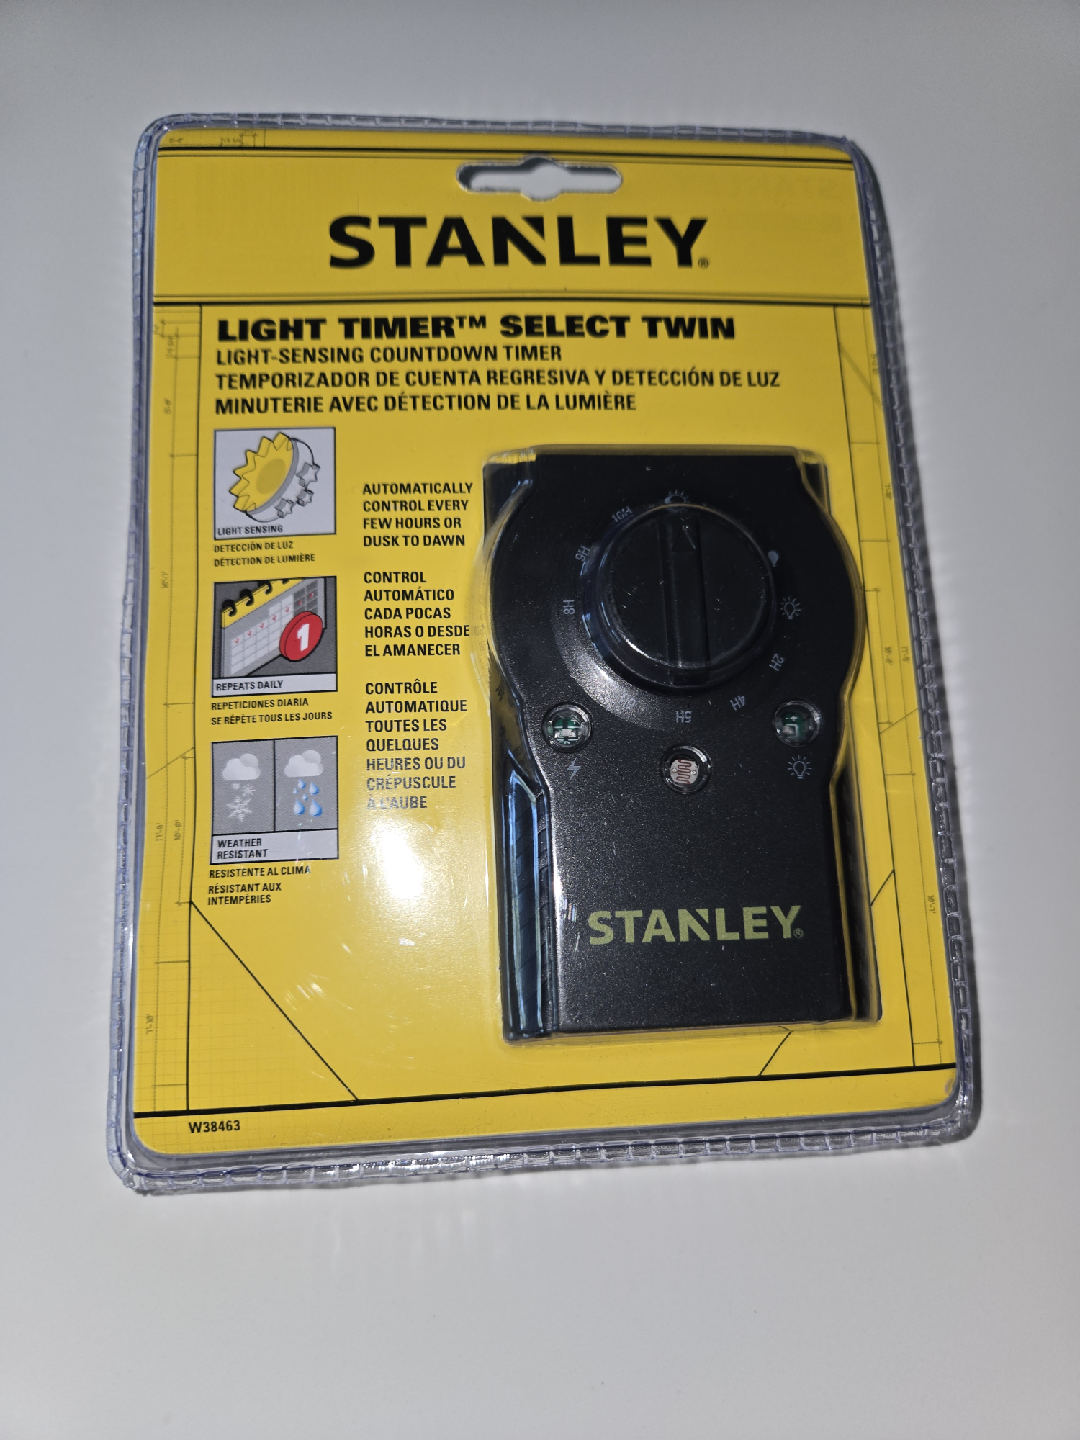 STANLEY®
LIGHT TIMER™ SELECT TWIN
LIGHT-SENSING COUNTDOWN TIMER
TEMPORIZADOR DE CUENTA REGRESIVA Y DETECCIÓN DE LUZ
MINUTERIE AVEC DÉTECTION DE LA LUMIÈRE
LIGHT SENSING
DETECCIÓN DE LUZ
DÉTECTION DE LUMIÈRE
1
REPEATS DAILY
REPETICIONES DIARIA
SE RÉPÈTE TOUS LES JOURS
WEATHER
RESISTANT
RESISTENTE AL CLIMA
RÉSISTANT AUX
INTEMPÉRIES
AUTOMATICALLY
CONTROL EVERY
FEW HOURS OR
DUSK TO DAWN
CONTROL
AUTOMÁTICO
CADA POCAS
HORAS O DESDE
EL AMANECER
CONTRÔLE
AUTOMATIQUE
TOUTES LES
QUELQUES
HEURES OU DU
CRÉPUSCULE
À L'AUBE
2H
4H
5H
8H
10H
STANLEY®
W38463